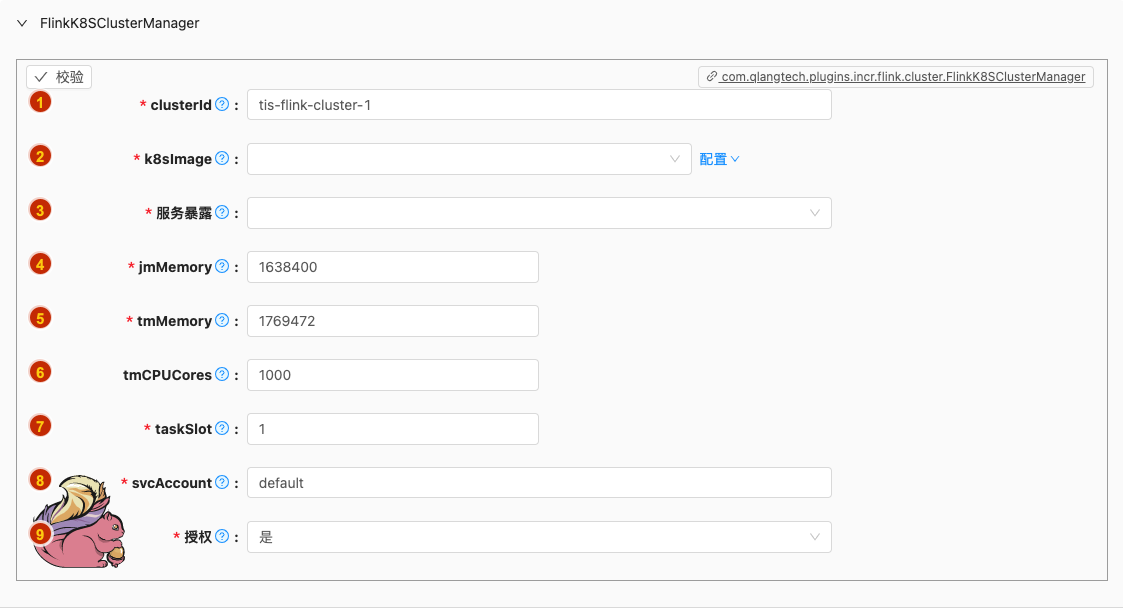 FlinkK8SClusterManager
校验
com.qlangtech.plugins.incr.flink.cluster.FlinkK8SClusterManager
1 * clusterId ? : tis-flink-cluster-1
2 * k8sImage ? : 配置
3 * 服务暴露 ? :
4 * jmMemory ? : 1638400
5 * tmMemory ? : 1769472
6 tmCPUCores ? : 1000
7 * taskSlot ? : 1
8 * svcAccount ? : default
9 * 授权 ? : 是